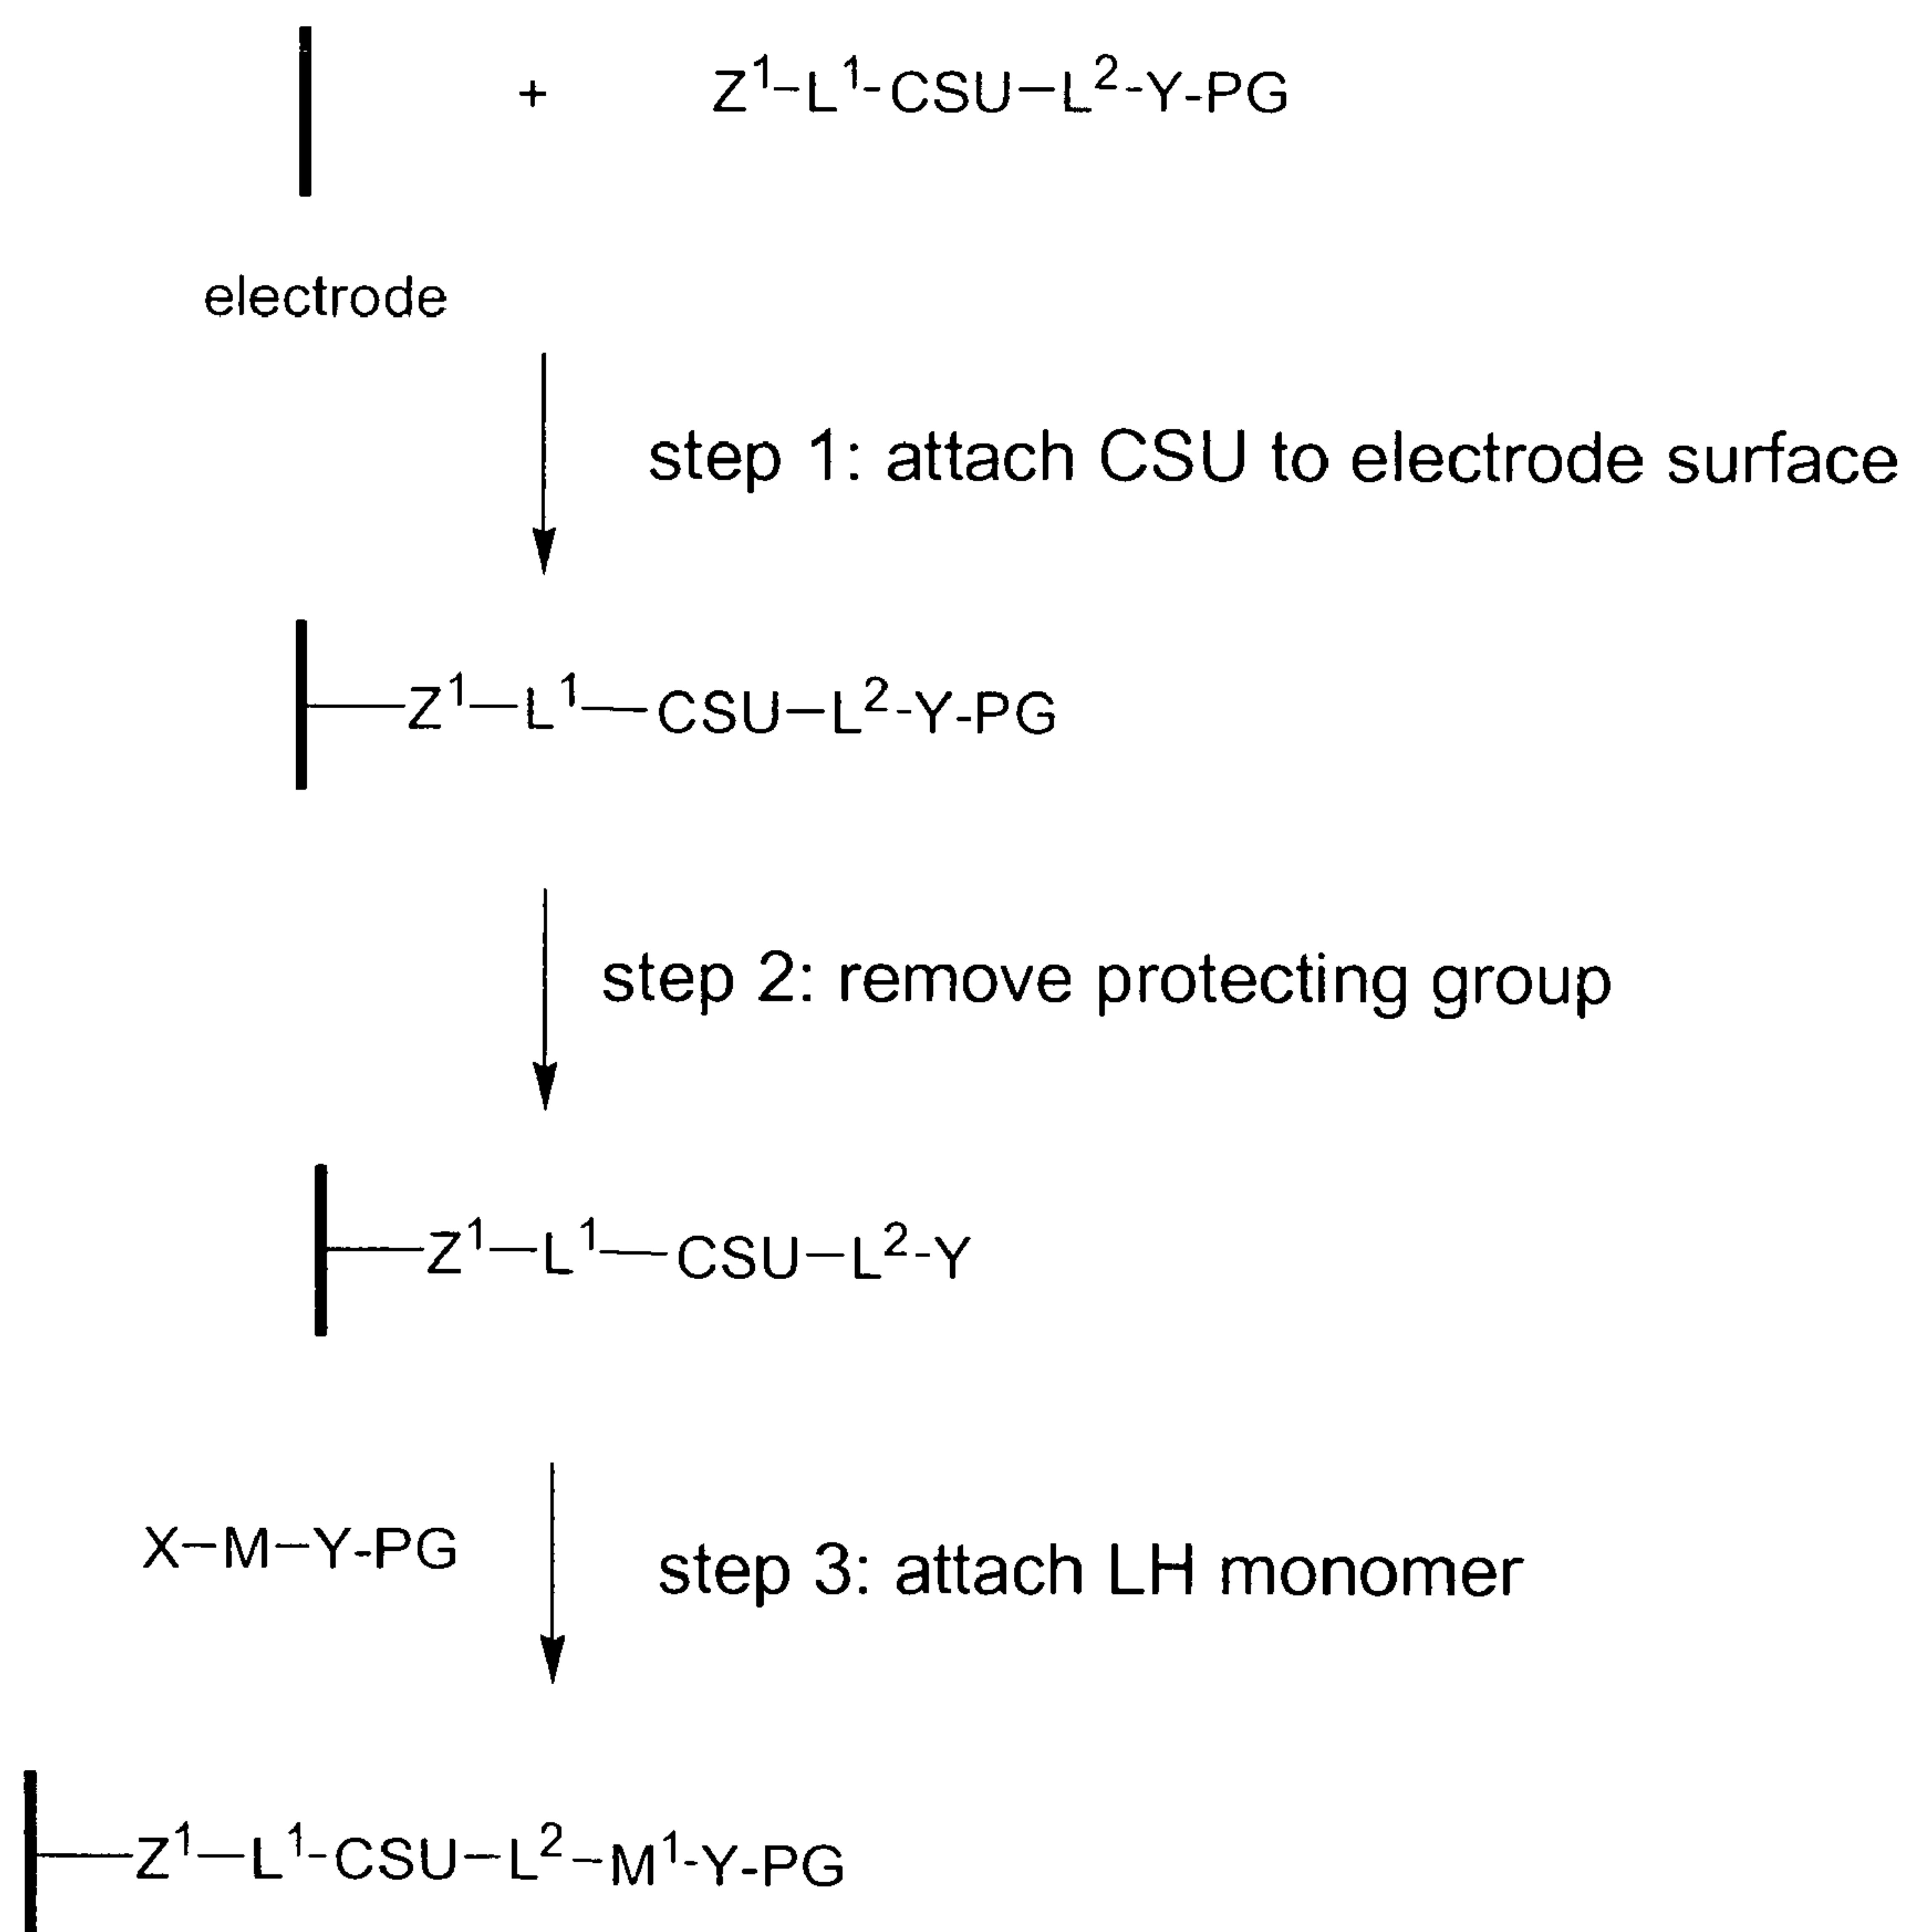 + Z¹-L¹-CSU-L²-Y-PG
electrode
step 1: attach CSU to electrode surface
Z¹-L¹-CSU-L²-Y-PG
step 2: remove protecting group
Z¹-L¹-CSU-L²-Y
X-M-Y-PG
step 3: attach LH monomer
Z¹-L¹-CSU-L²-M¹-Y-PG